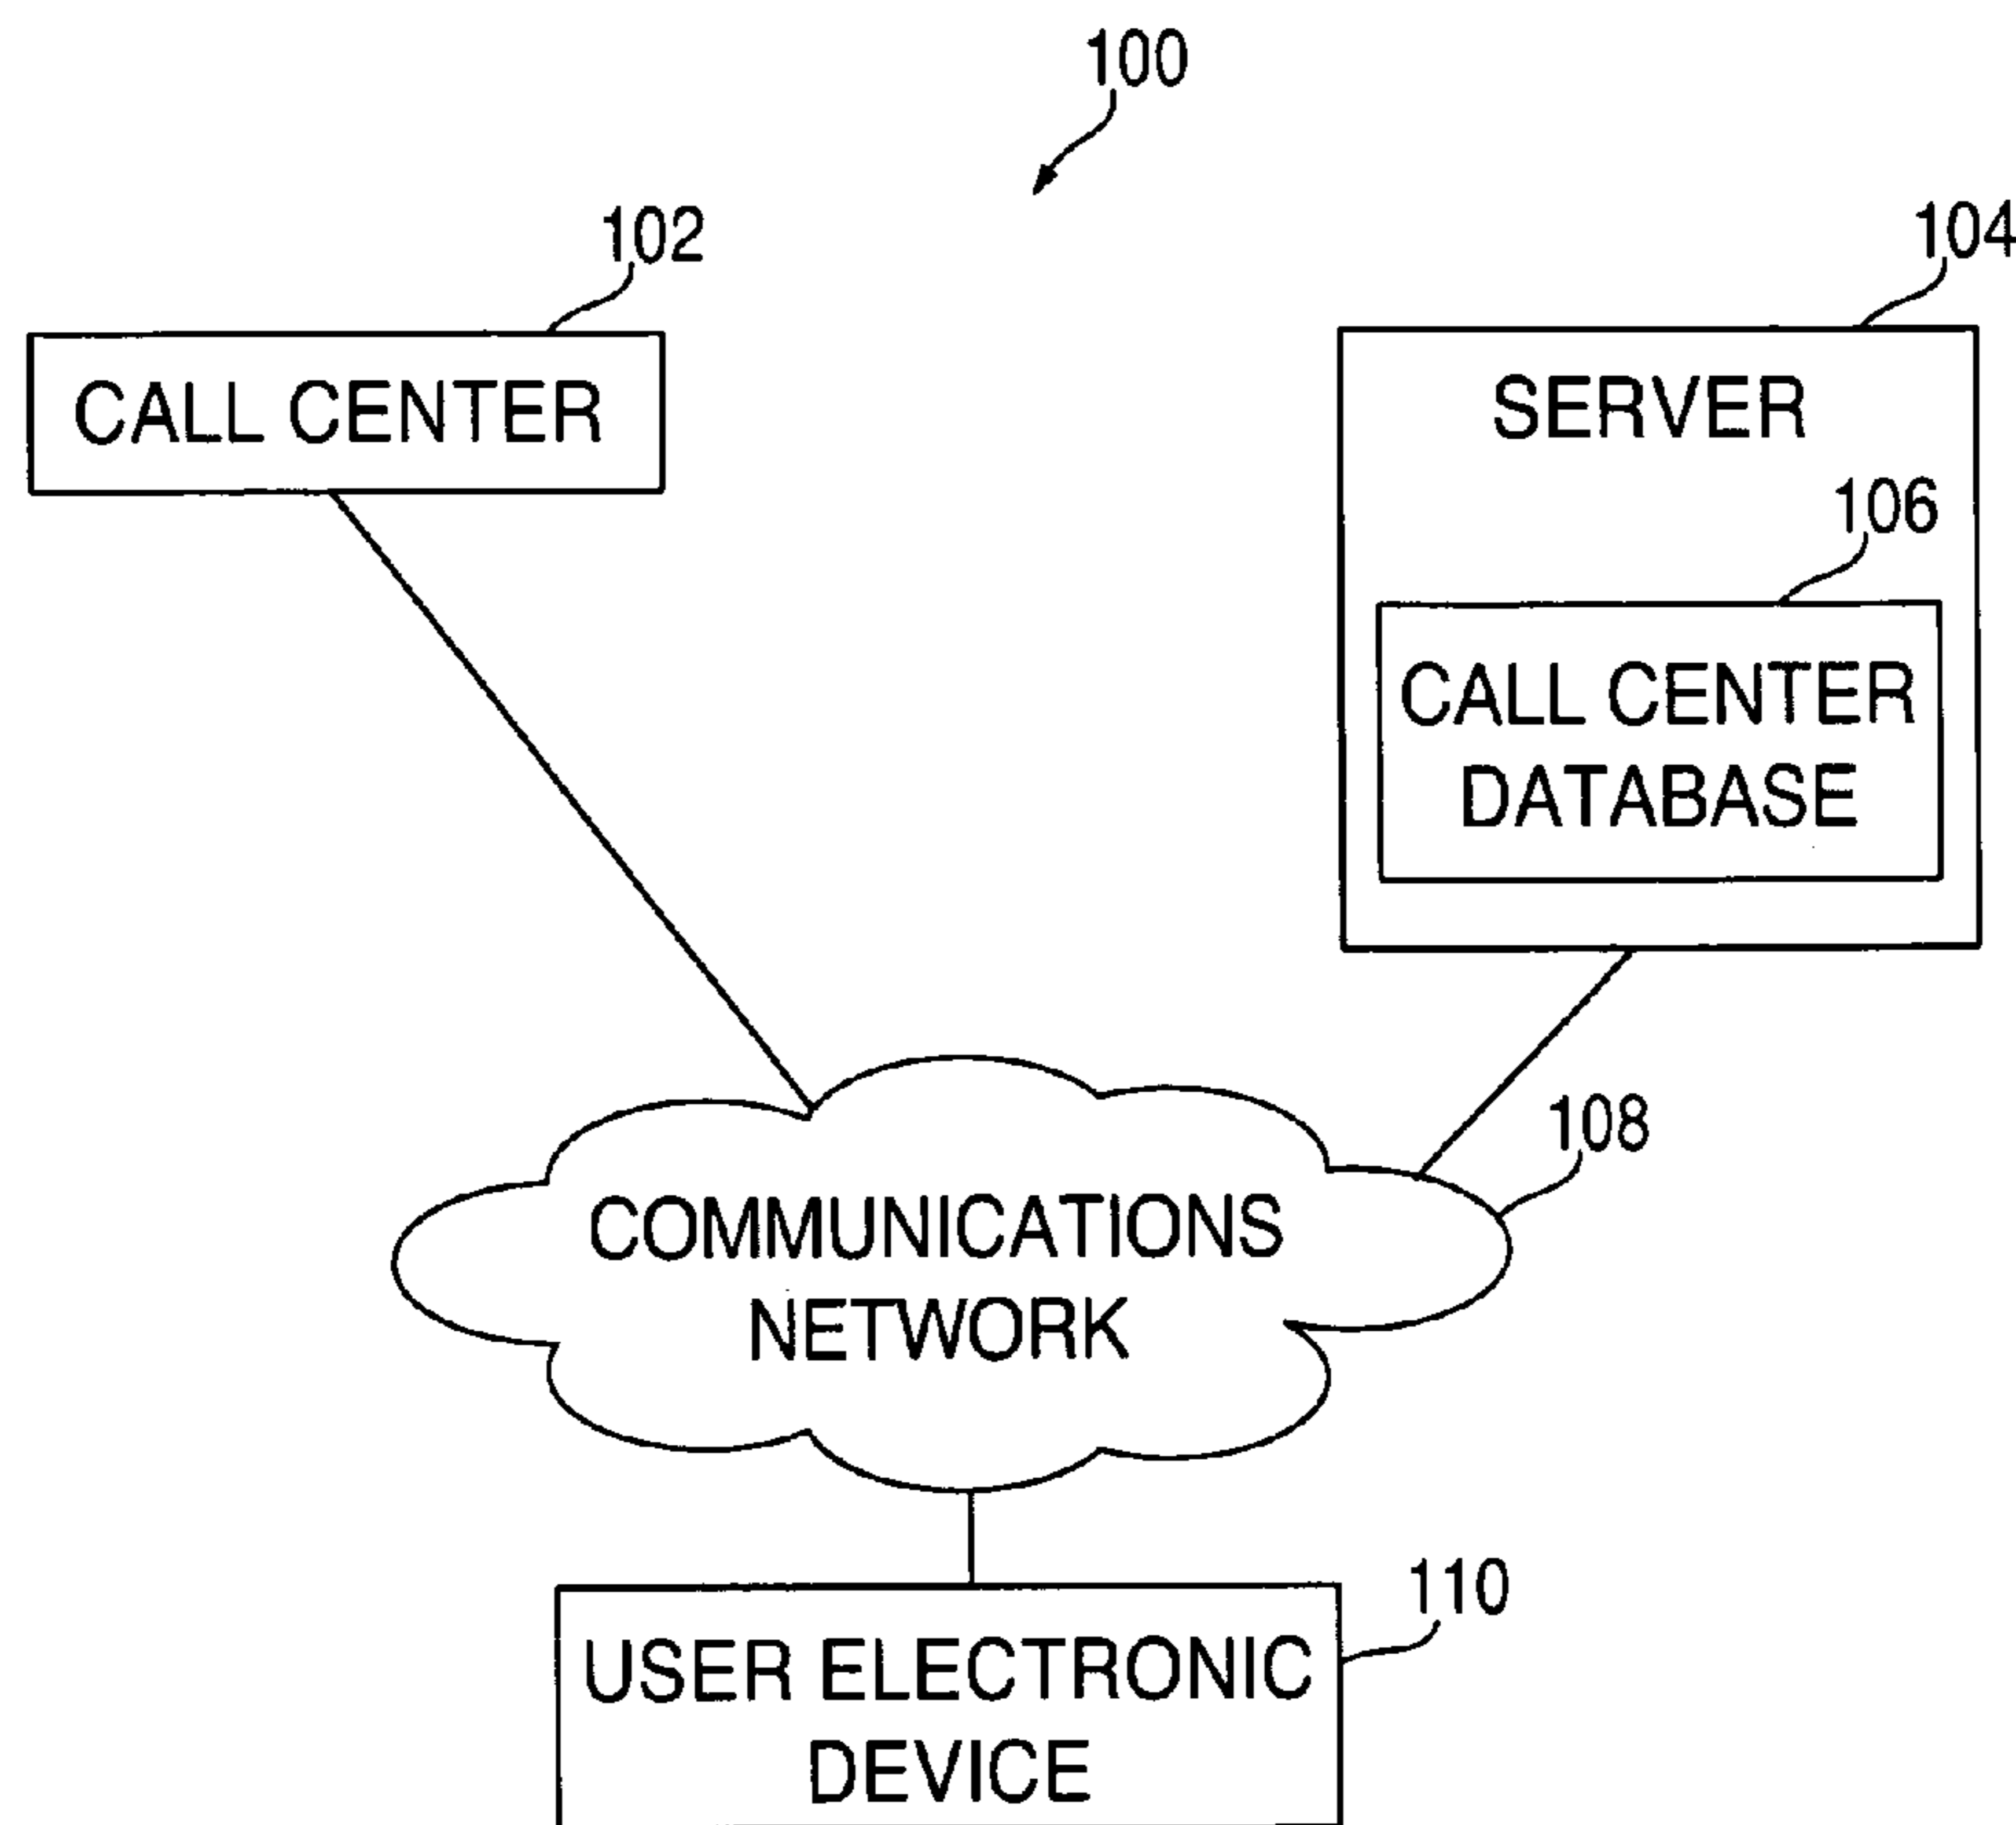 100
102
104
CALL CENTER
SERVER
106
CALL CENTER
DATABASE
108
COMMUNICATIONS
NETWORK
110
USER ELECTRONIC
DEVICE